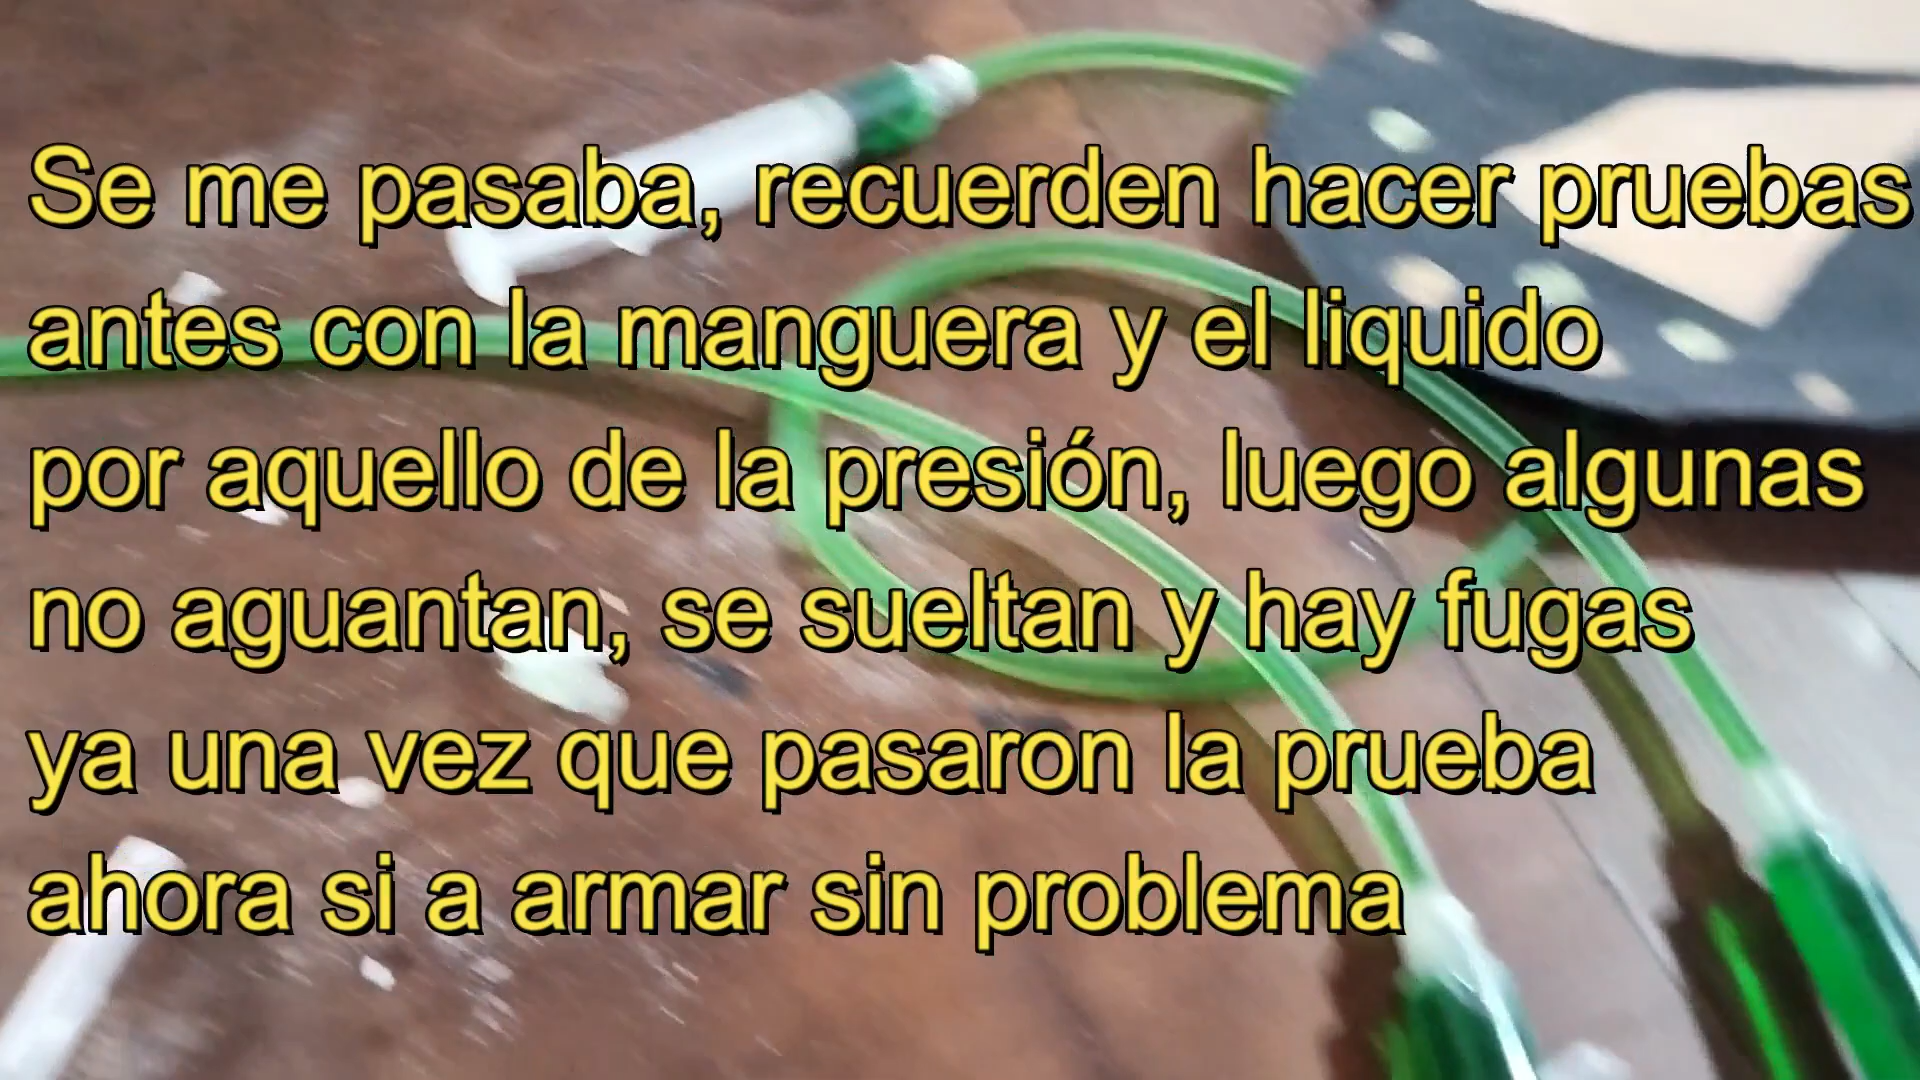 Se me pasaba, recuerden hacer pruebas
antes con la manguera y el liquido
por aquello de la presión, luego algunas
no aguantan, se sueltan y hay fugas
ya una vez que pasaron la prueba
ahora si a armar sin problema